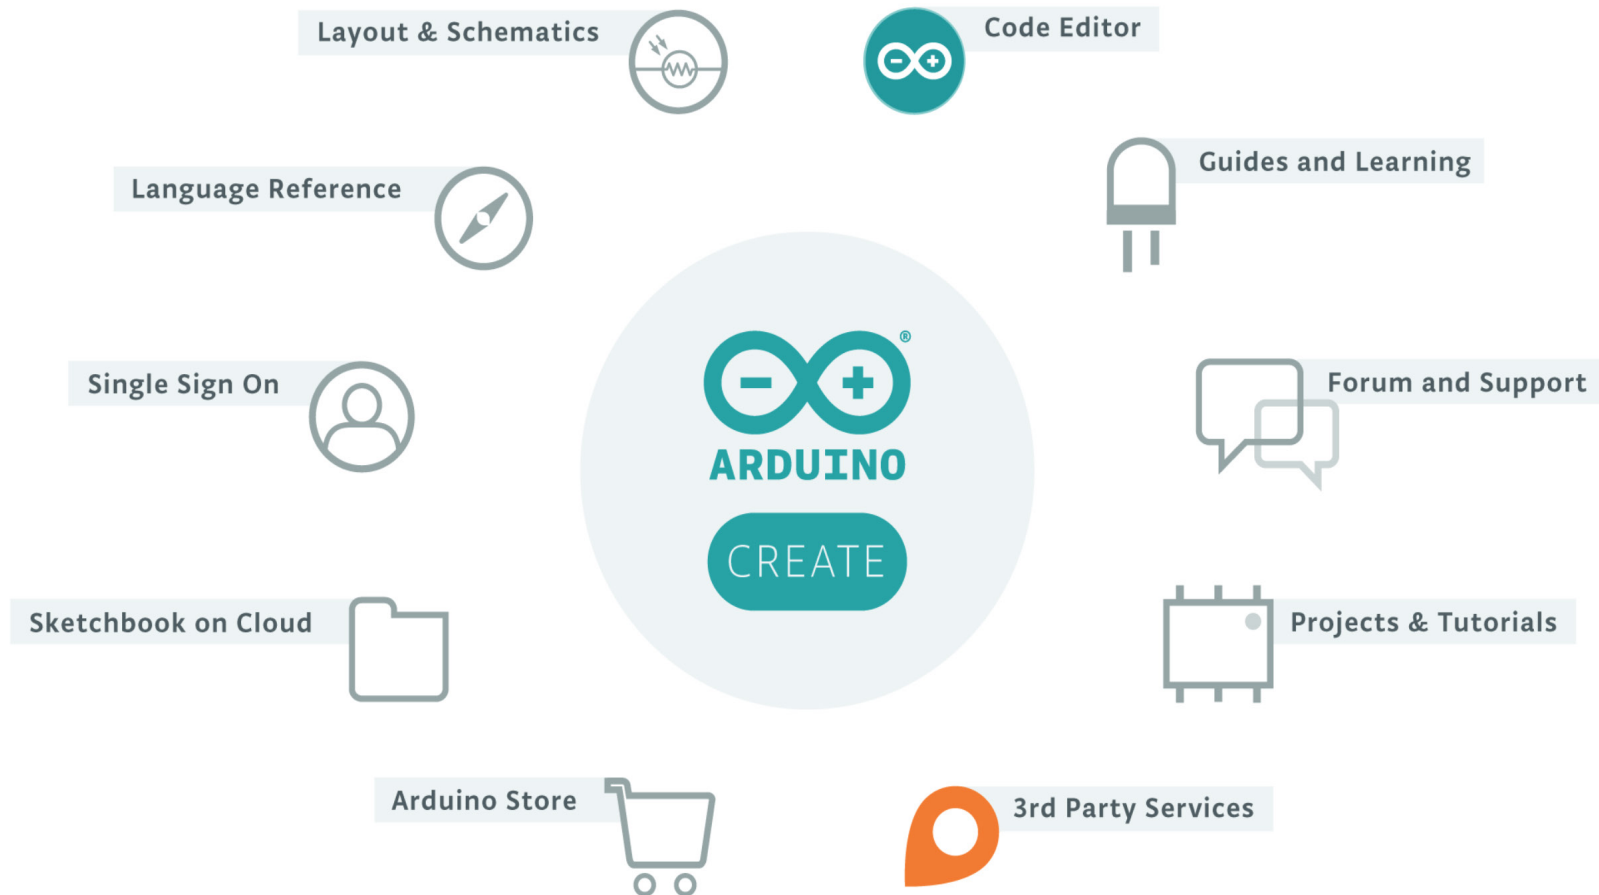 Layout & Schematics
Code Editor
Guides and Learning
Language Reference
Single Sign On
Forum and Support
®
ARDUINO
CREATE
Sketchbook on Cloud
Projects & Tutorials
Arduino Store
3rd Party Services